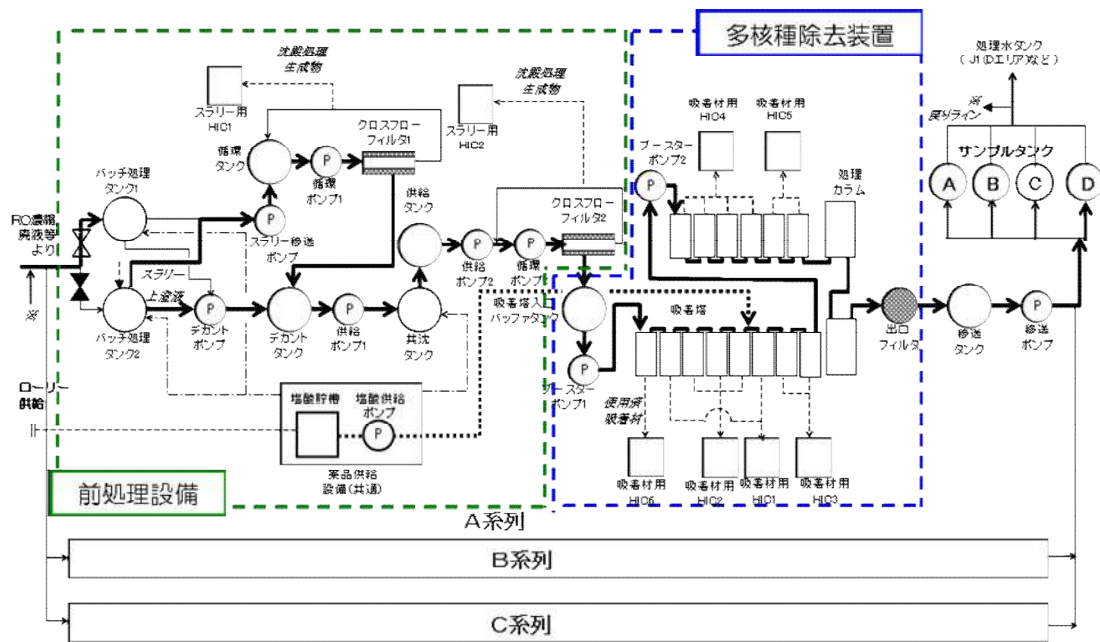 多核種除去装置
処理水タンク
(J1(D)エリアなど)
※
戻りライン
サンプルタンク
A
B
C
D
沈殿処理
生成物
スラリー用
HIC1
沈殿処理
生成物
スラリー用
HIC2
クロスフロー
フィルタ1
循環
タンク
P
循環
ポンプ1
バッチ処理
タンク1
供給
タンク
クロスフロー
フィルタ2
RO濃縮
廃液等
より
P
スラリー移送
ポンプ
P
供給
ポンプ2
P
循環
ポンプ
スラリー
上澄液
※
バッチ処理
タンク2
P
デカント
ポンプ
デカント
タンク
P
供給
ポンプ1
共沈
タンク
吸着塔入口
バッファタンク
P
ブースター
ポンプ1
ブースター
ポンプ2
P
吸着材用
HIC4
吸着材用
HIC5
処理
カラム
吸着塔
出口
フィルタ
移送
タンク
P
移送
ポンプ
使用済
吸着材
吸着材用
HIC6
吸着材用
HIC2
吸着材用
HIC1
吸着材用
HIC3
ローリー
供給
塩酸貯槽
塩酸供給
ポンプ
P
薬品供給
設備(共通)
前処理設備
A系列
B系列
C系列